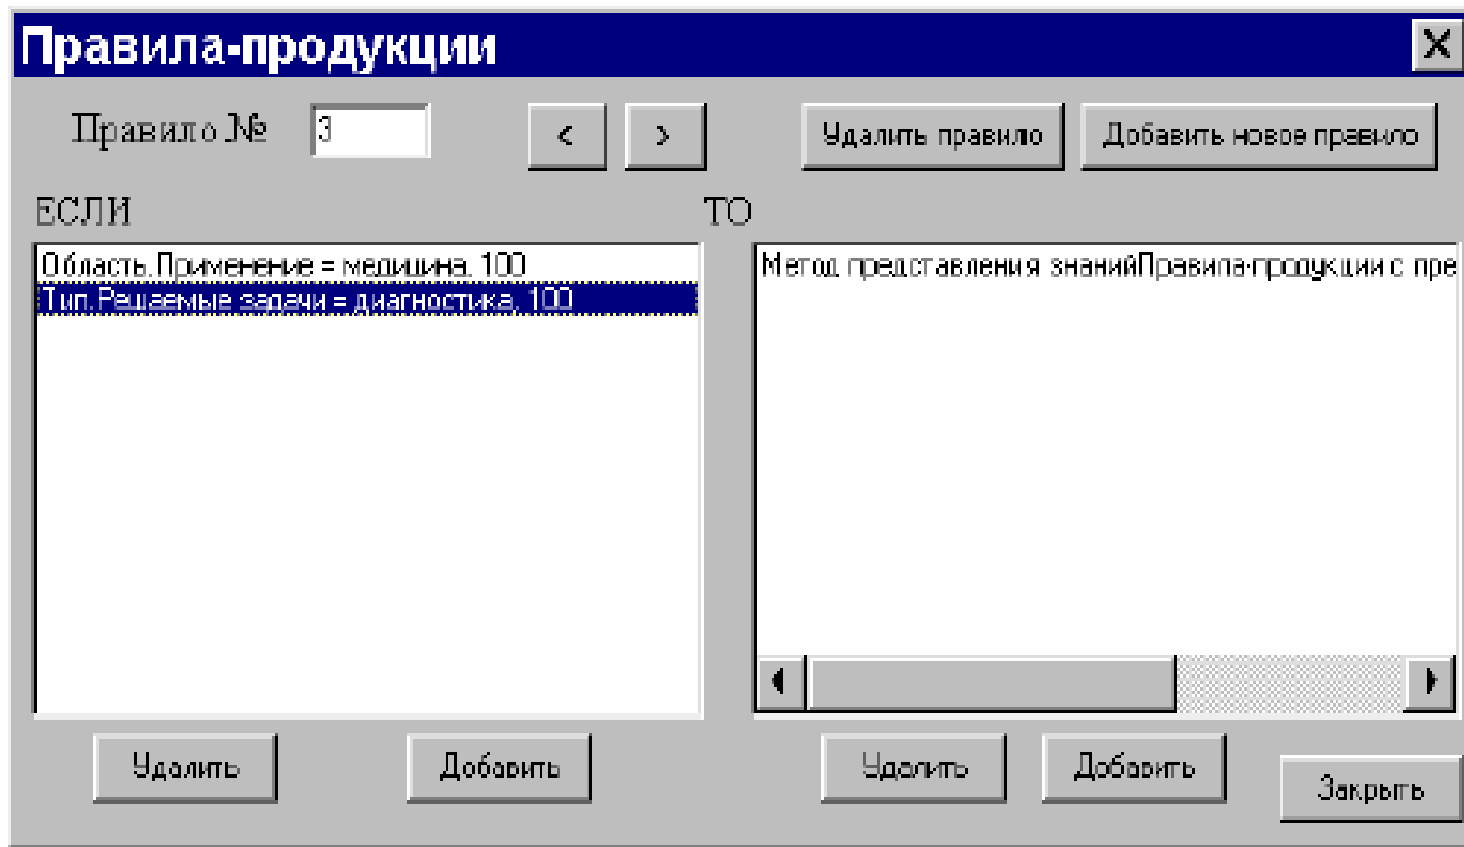 Правила-продукции
Правило № 3 < > Удалить правило Добавить новое правило
ЕСЛИ ТО
Область.Применение = медицина, 100
Тип.Решаемые задачи = диагностика, 100
Метод представления знанийПравила-продукции с пре
Удалить Добавить Удалить Добавить
Закрыть